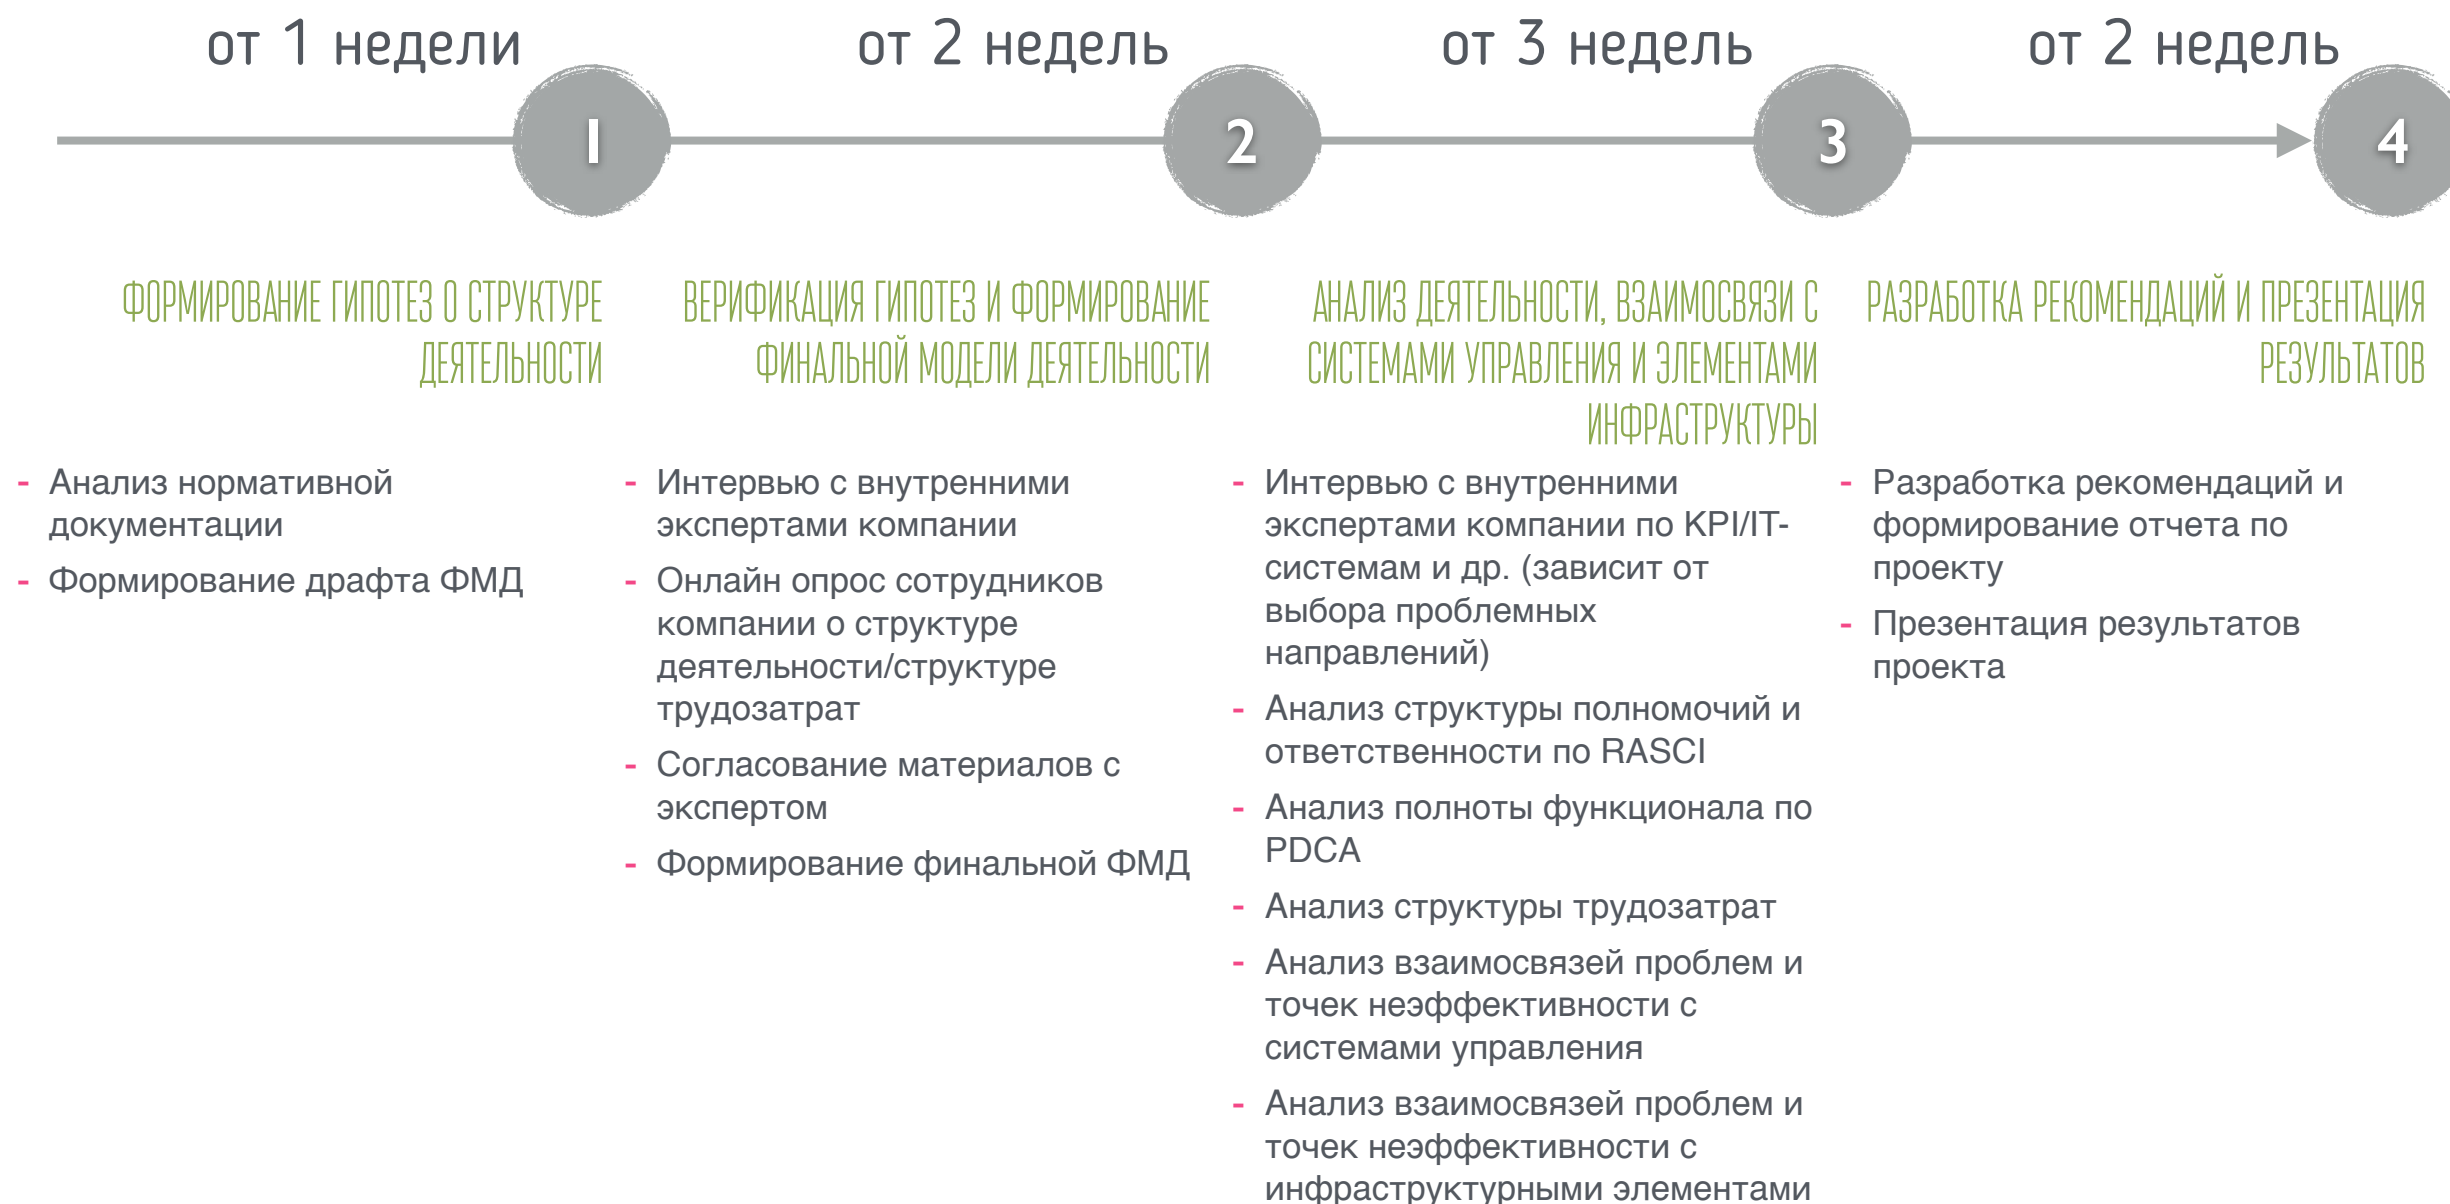 от 1 недели
от 2 недель
от 3 недель
от 2 недель
1
2
3
4
ФОРМИРОВАНИЕ ГИПОТЕЗ О СТРУКТУРЕ
ДЕЯТЕЛЬНОСТИ
- Анализ нормативной
документации
- Формирование драфта ФМД
ВЕРИФИКАЦИЯ ГИПОТЕЗ И ФОРМИРОВАНИЕ
ФИНАЛЬНОЙ МОДЕЛИ ДЕЯТЕЛЬНОСТИ
- Интервью с внутренними
экспертами компании
- Онлайн опрос сотрудников
компании о структуре
деятельности/структуре
трудозатрат
- Согласование материалов с
экспертом
- Формирование финальной ФМД
АНАЛИЗ ДЕЯТЕЛЬНОСТИ, ВЗАИМОСВЯЗИ С
СИСТЕМАМИ УПРАВЛЕНИЯ И ЭЛЕМЕНТАМИ
ИНФРАСТРУКТУРЫ
- Интервью с внутренними
экспертами компании по KPI/IT-
системам и др. (зависит от
выбора проблемных
направлений)
- Анализ структуры полномочий и
ответственности по RASCI
- Анализ полноты функционала по
PDCA
- Анализ структуры трудозатрат
- Анализ взаимосвязей проблем и
точек неэффективности с
системами управления
- Анализ взаимосвязей проблем и
точек неэффективности с
инфраструктурными элементами
РАЗРАБОТКА РЕКОМЕНДАЦИЙ И ПРЕЗЕНТАЦИЯ
РЕЗУЛЬТАТОВ
- Разработка рекомендаций и
формирование отчета по
проекту
- Презентация результатов
проекта